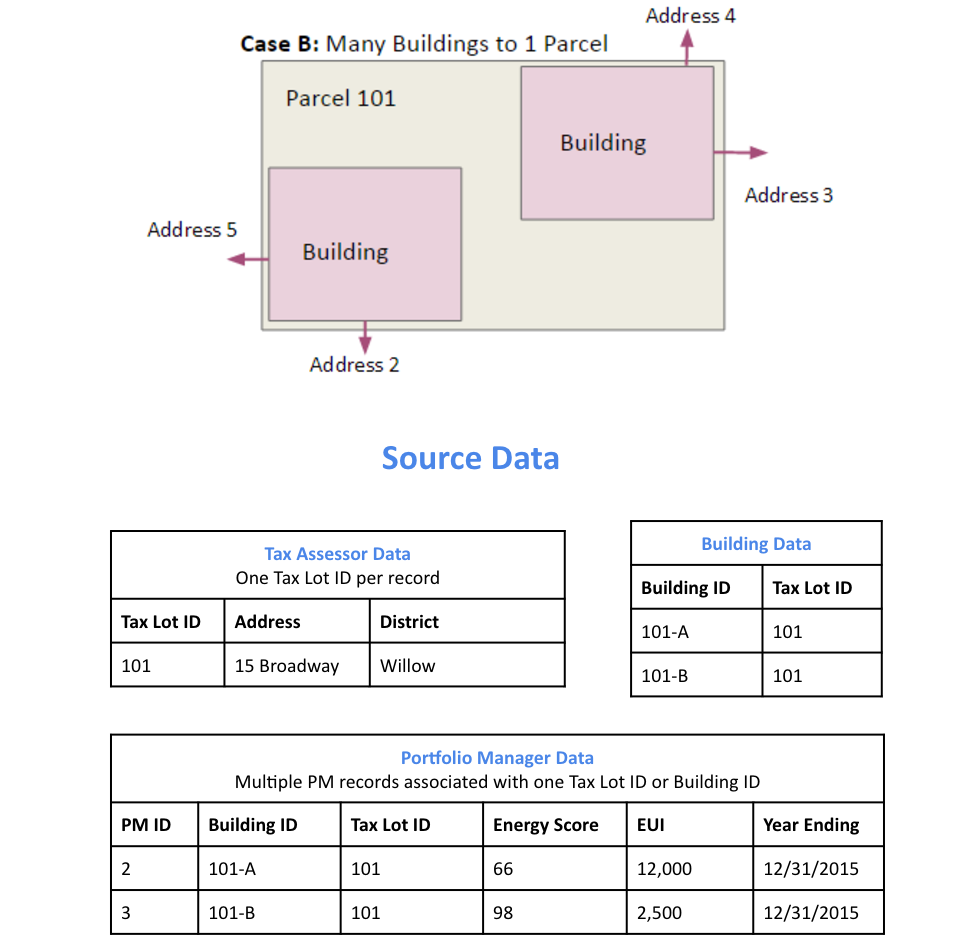 Address 4
Case B: Many Buildings to 1 Parcel
Parcel 101
Building
Address 3
Address 5
Building
Address 2
Source Data
Tax Assessor Data
One Tax Lot ID per record
Tax Lot ID Address District
101 15 Broadway Willow
Building Data
Building ID Tax Lot ID
101-A 101
101-B 101
Portfolio Manager Data
Multiple PM records associated with one Tax Lot ID or Building ID
PM ID Building ID Tax Lot ID Energy Score EUI Year Ending
2 101-A 101 66 12,000 12/31/2015
3 101-B 101 98 2,500 12/31/2015